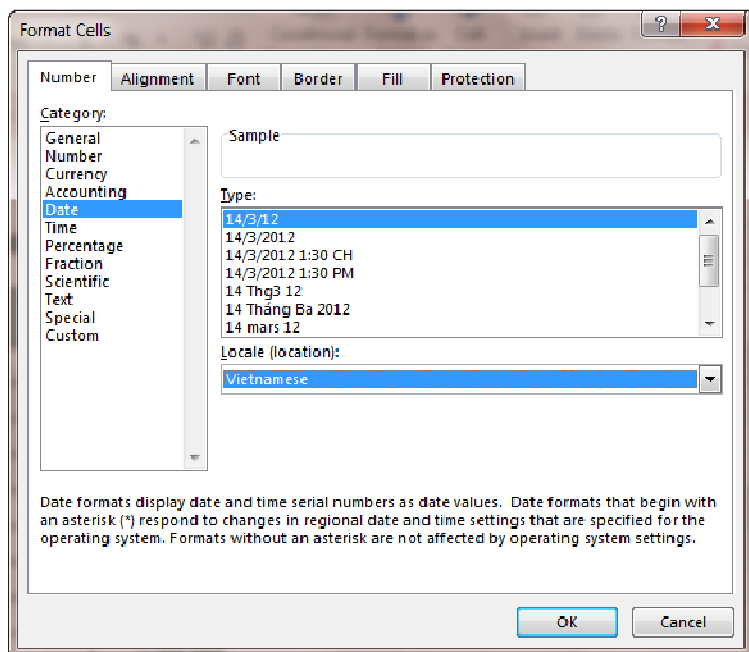 Format Cells
Number Alignment Font Border Fill Protection
Category:
General
Number
Currency
Accounting
Date
Time
Percentage
Fraction
Scientific
Text
Special
Custom
Sample
Type:
14/3/12
14/3/2012
14/3/2012 1:30 CH
14/3/2012 1:30 PM
14 Thg3 12
14 Tháng Ba 2012
14 mars 12
Locale (location):
Vietnamese
Date formats display date and time serial numbers as date values. Date formats that begin with
an asterisk (*) respond to changes in regional date and time settings that are specified for the
operating system. Formats without an asterisk are not affected by operating system settings.
OK Cancel